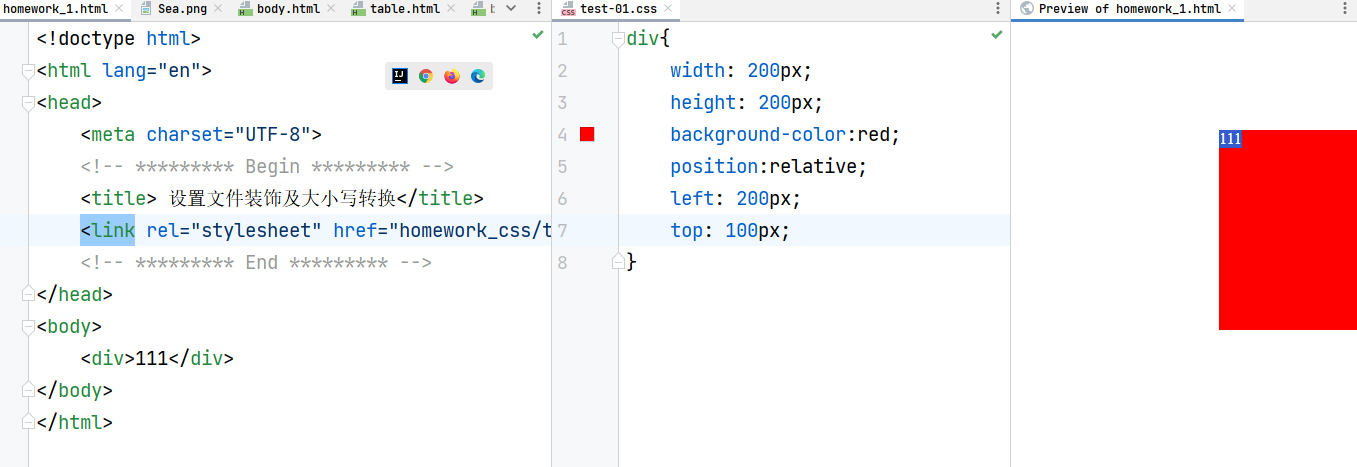 homework_1.html Sea.png body.html table.html
<!doctype html>
<html lang="en">
<head>
<meta charset="UTF-8">
<!-- ********* Begin ********* -->
<title> 设置文件装饰及大小写转换</title>
<link rel="stylesheet" href="homework_css/t
<!-- ********* End ********* -->
</head>
<body>
<div>111</div>
</body>
</html>
test-01.css
1 div{
2 width: 200px;
3 height: 200px;
4 background-color:red;
5 position:relative;
6 left: 200px;
7 top: 100px;
8 }
Preview of homework_1.html
111